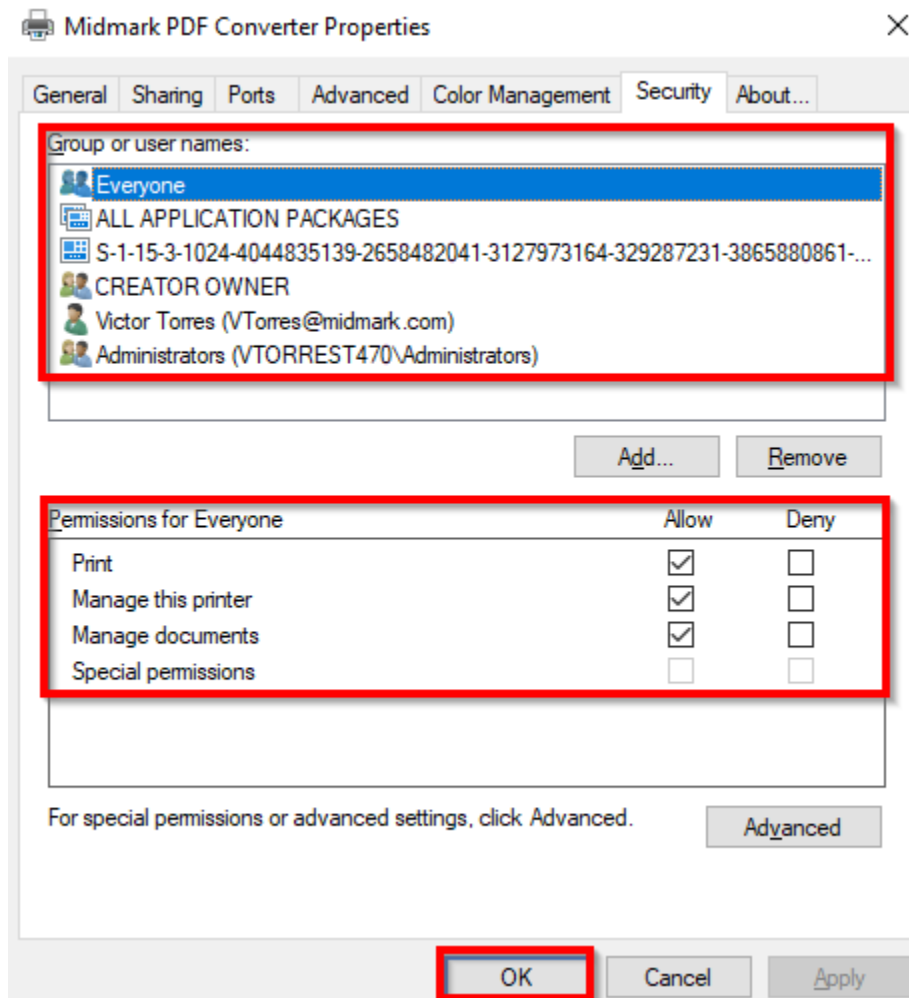 Midmark PDF Converter Properties
General Sharing Ports Advanced Color Management Security About...
Group or user names:
Everyone
ALL APPLICATION PACKAGES
S-1-15-3-1024-4044835139-2658482041-3127973164-329287231-3865880861-...
CREATOR OWNER
Victor Torres (VTorres@midmark.com)
Administrators (VTORREST470\Administrators)
Add... Remove
Permissions for Everyone Allow Deny
Print
Manage this printer
Manage documents
Special permissions
For special permissions or advanced settings, click Advanced.
Advanced
OK Cancel Apply